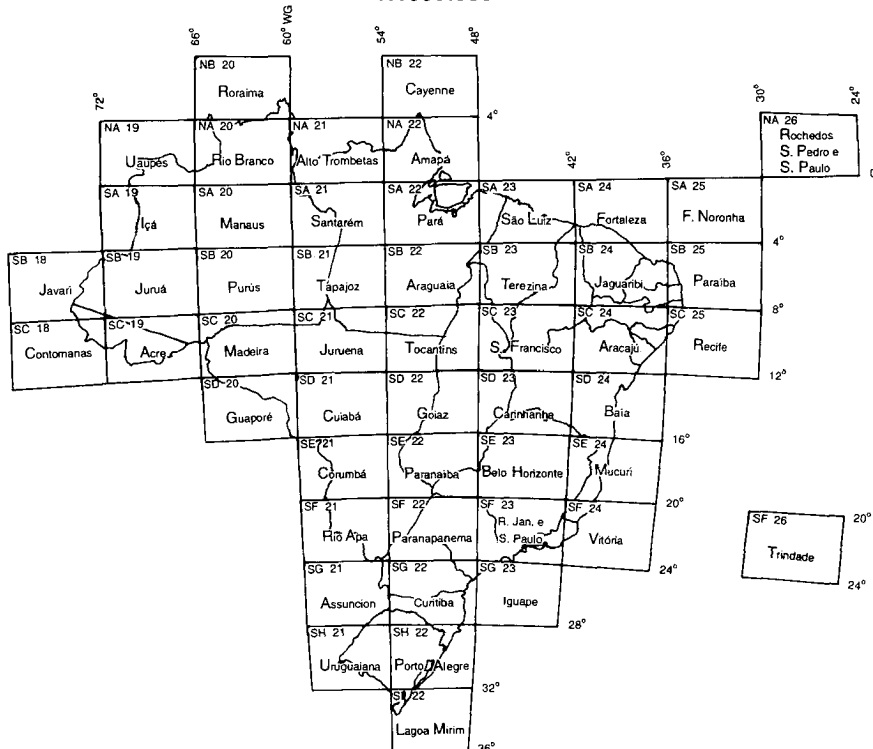 66°
60° WG
54°
48°
NB 20
Roraima
NB 22
Cayenne
72°
4°
30°
24°
NA 19
Uaupés
NA 20
Rio Branco
NA 21
Alto Trombetas
NA 22
Amapá
NA 26
Rochedos
S. Pedro e
S. Paulo
42°
36°
0
SA 19
Içá
SA 20
Manaus
SA 21
Santarém
SA 22
Pará
SA 23
São Luiz
SA 24
Fortaleza
SA 25
F. Noronha
4°
SB 18
Javari
SB 19
Juruá
SB 20
Purús
SB 21
Tapajoz
SB 22
Araguaia
SB 23
Terezina
SB 24
Jaguaribi
SB 25
Paraíba
8°
SC 18
Contomanas
SC 19
Acre
SC 20
Madeira
SC 21
Juruena
SC 22
Tocantins
SC 23
S. Francisco
SC 24
Aracajú
SC 25
Recife
12°
SD 20
Guaporé
SD 21
Cuiabá
SD 22
Goiaz
SD 23
Carinhanha
SD 24
Baía
16°
SE 21
Corumbá
SE 22
Paranaíba
SE 23
Belo Horizonte
SE 24
Mucuri
20°
SF 21
Rio Apa
SF 22
Paranapanema
SF 23
R. Jan. e
S. Paulo
SF 24
Vitória
24°
SF 26
Trindade
20°
24°
SG 21
Assuncion
SG 22
Curitiba
SG 23
Iguape
28°
SH 21
Uruguaiana
SH 22
Porto Alegre
32°
22
Lagoa Mirim
36°